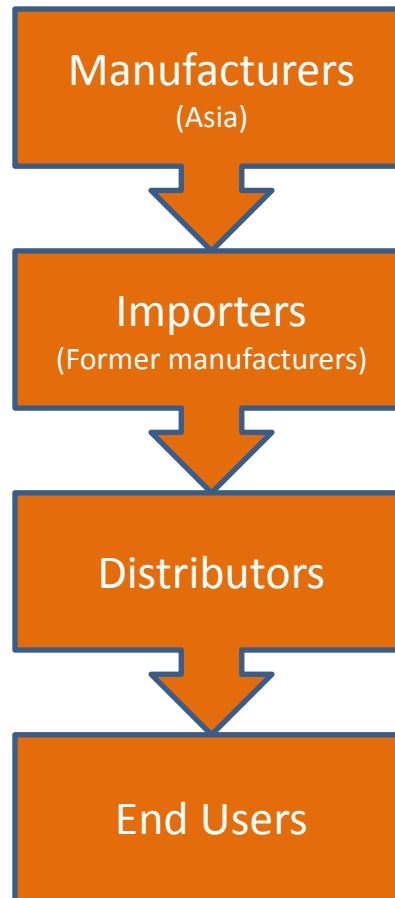 Manufacturers
(Asia)
Importers
(Former manufacturers)
Distributors
End Users